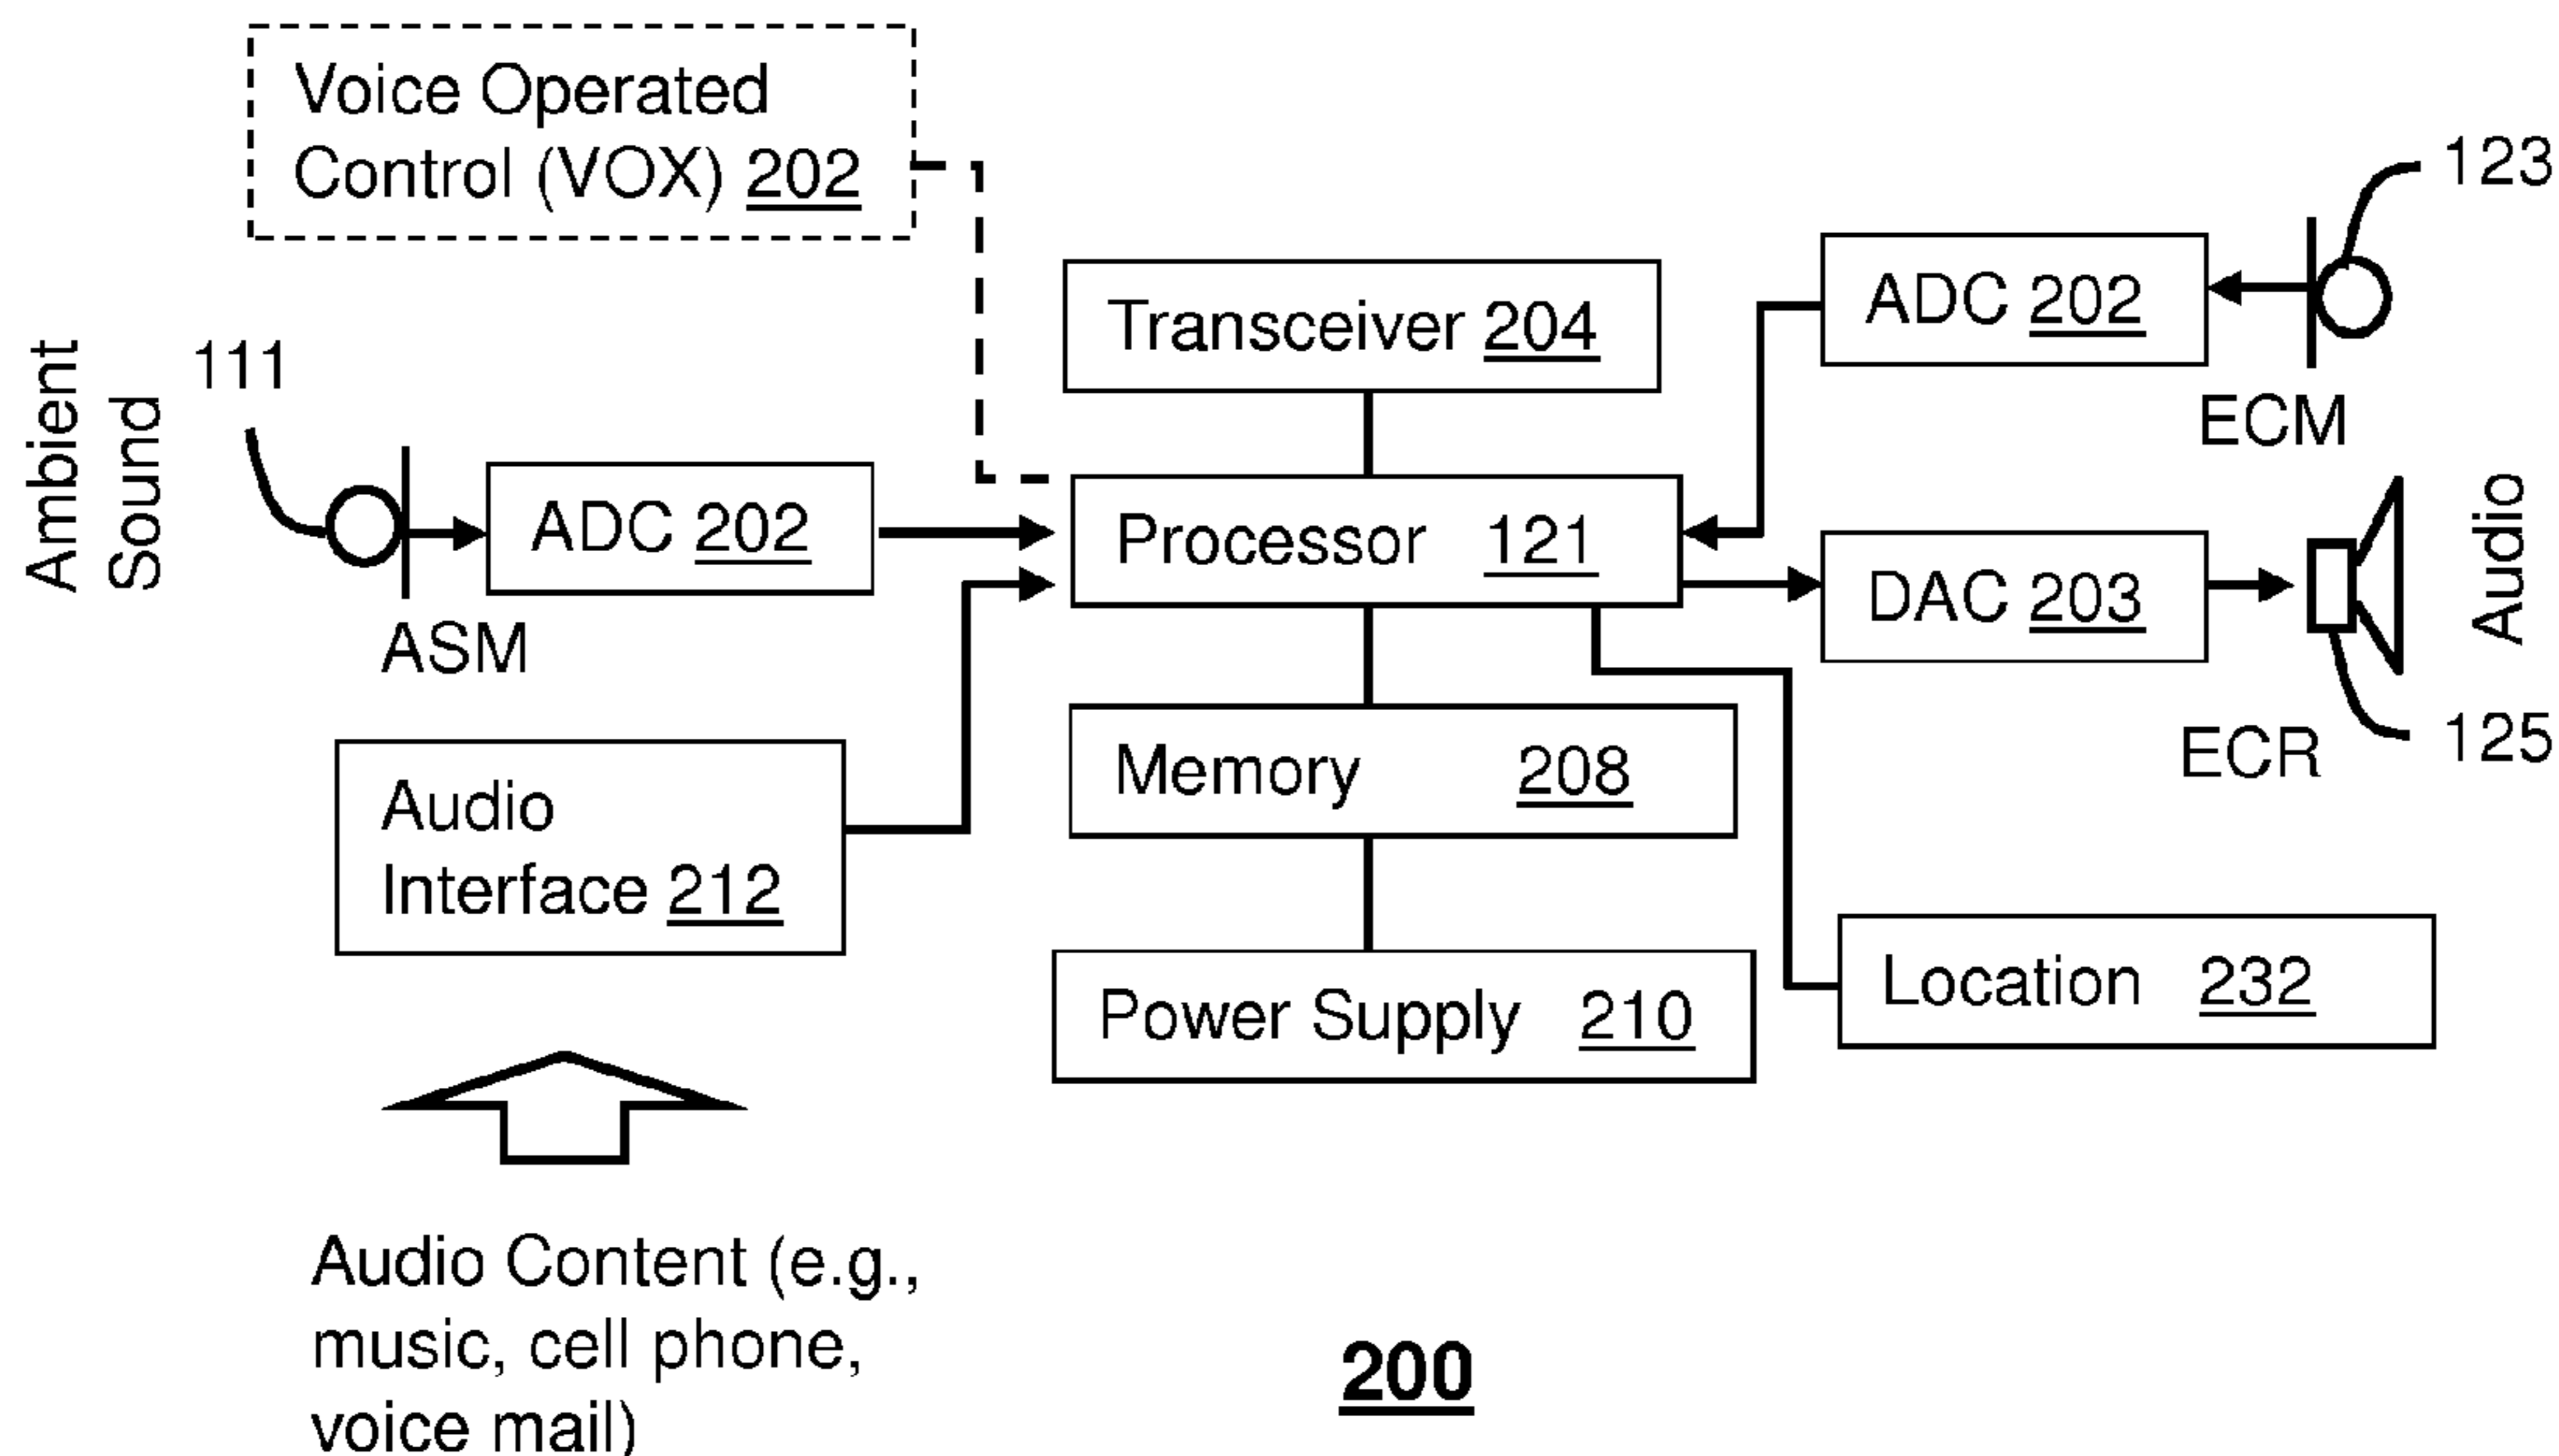 Voice Operated
Control (VOX) 202
123
Transceiver 204
ADC 202
111
Ambient
Sound
ECM
ADC 202
Processor 121
DAC 203
Audio
ASM
ECR
125
Memory 208
Audio
Interface 212
Location 232
Power Supply 210
Audio Content (e.g.,
music, cell phone,
voice mail)
200